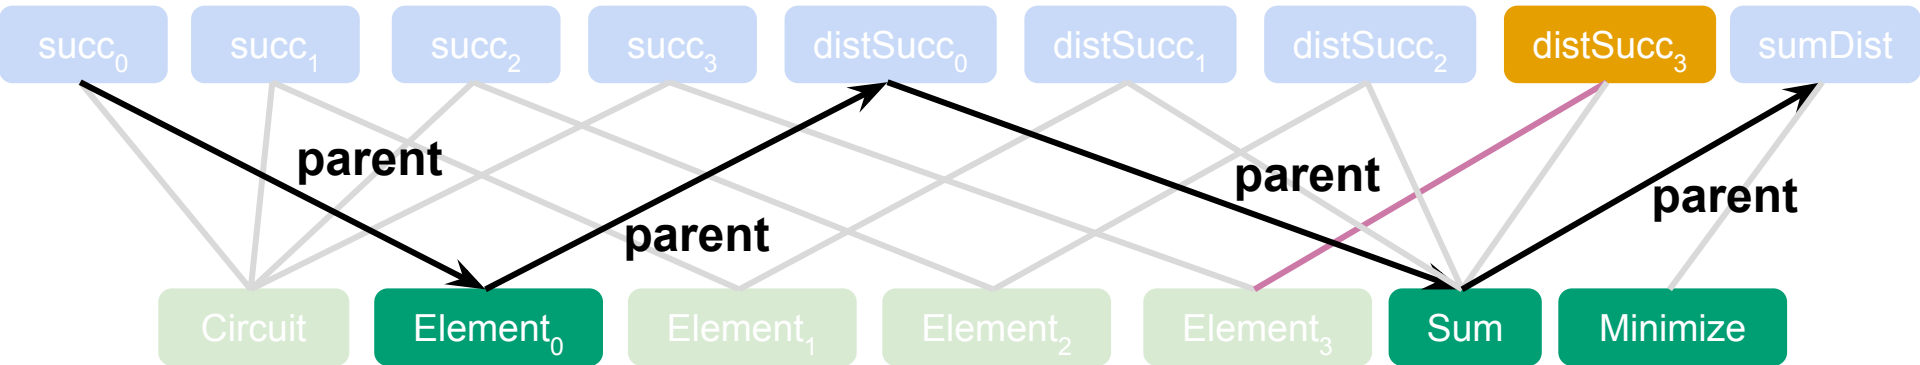 succ₀ succ₁ succ₂ succ₃ distSucc₀ distSucc₁ distSucc₂ distSucc₃ sumDist
parent
parent
parent
parent
Circuit Element₀ Element₁ Element₂ Element₃ Sum Minimize